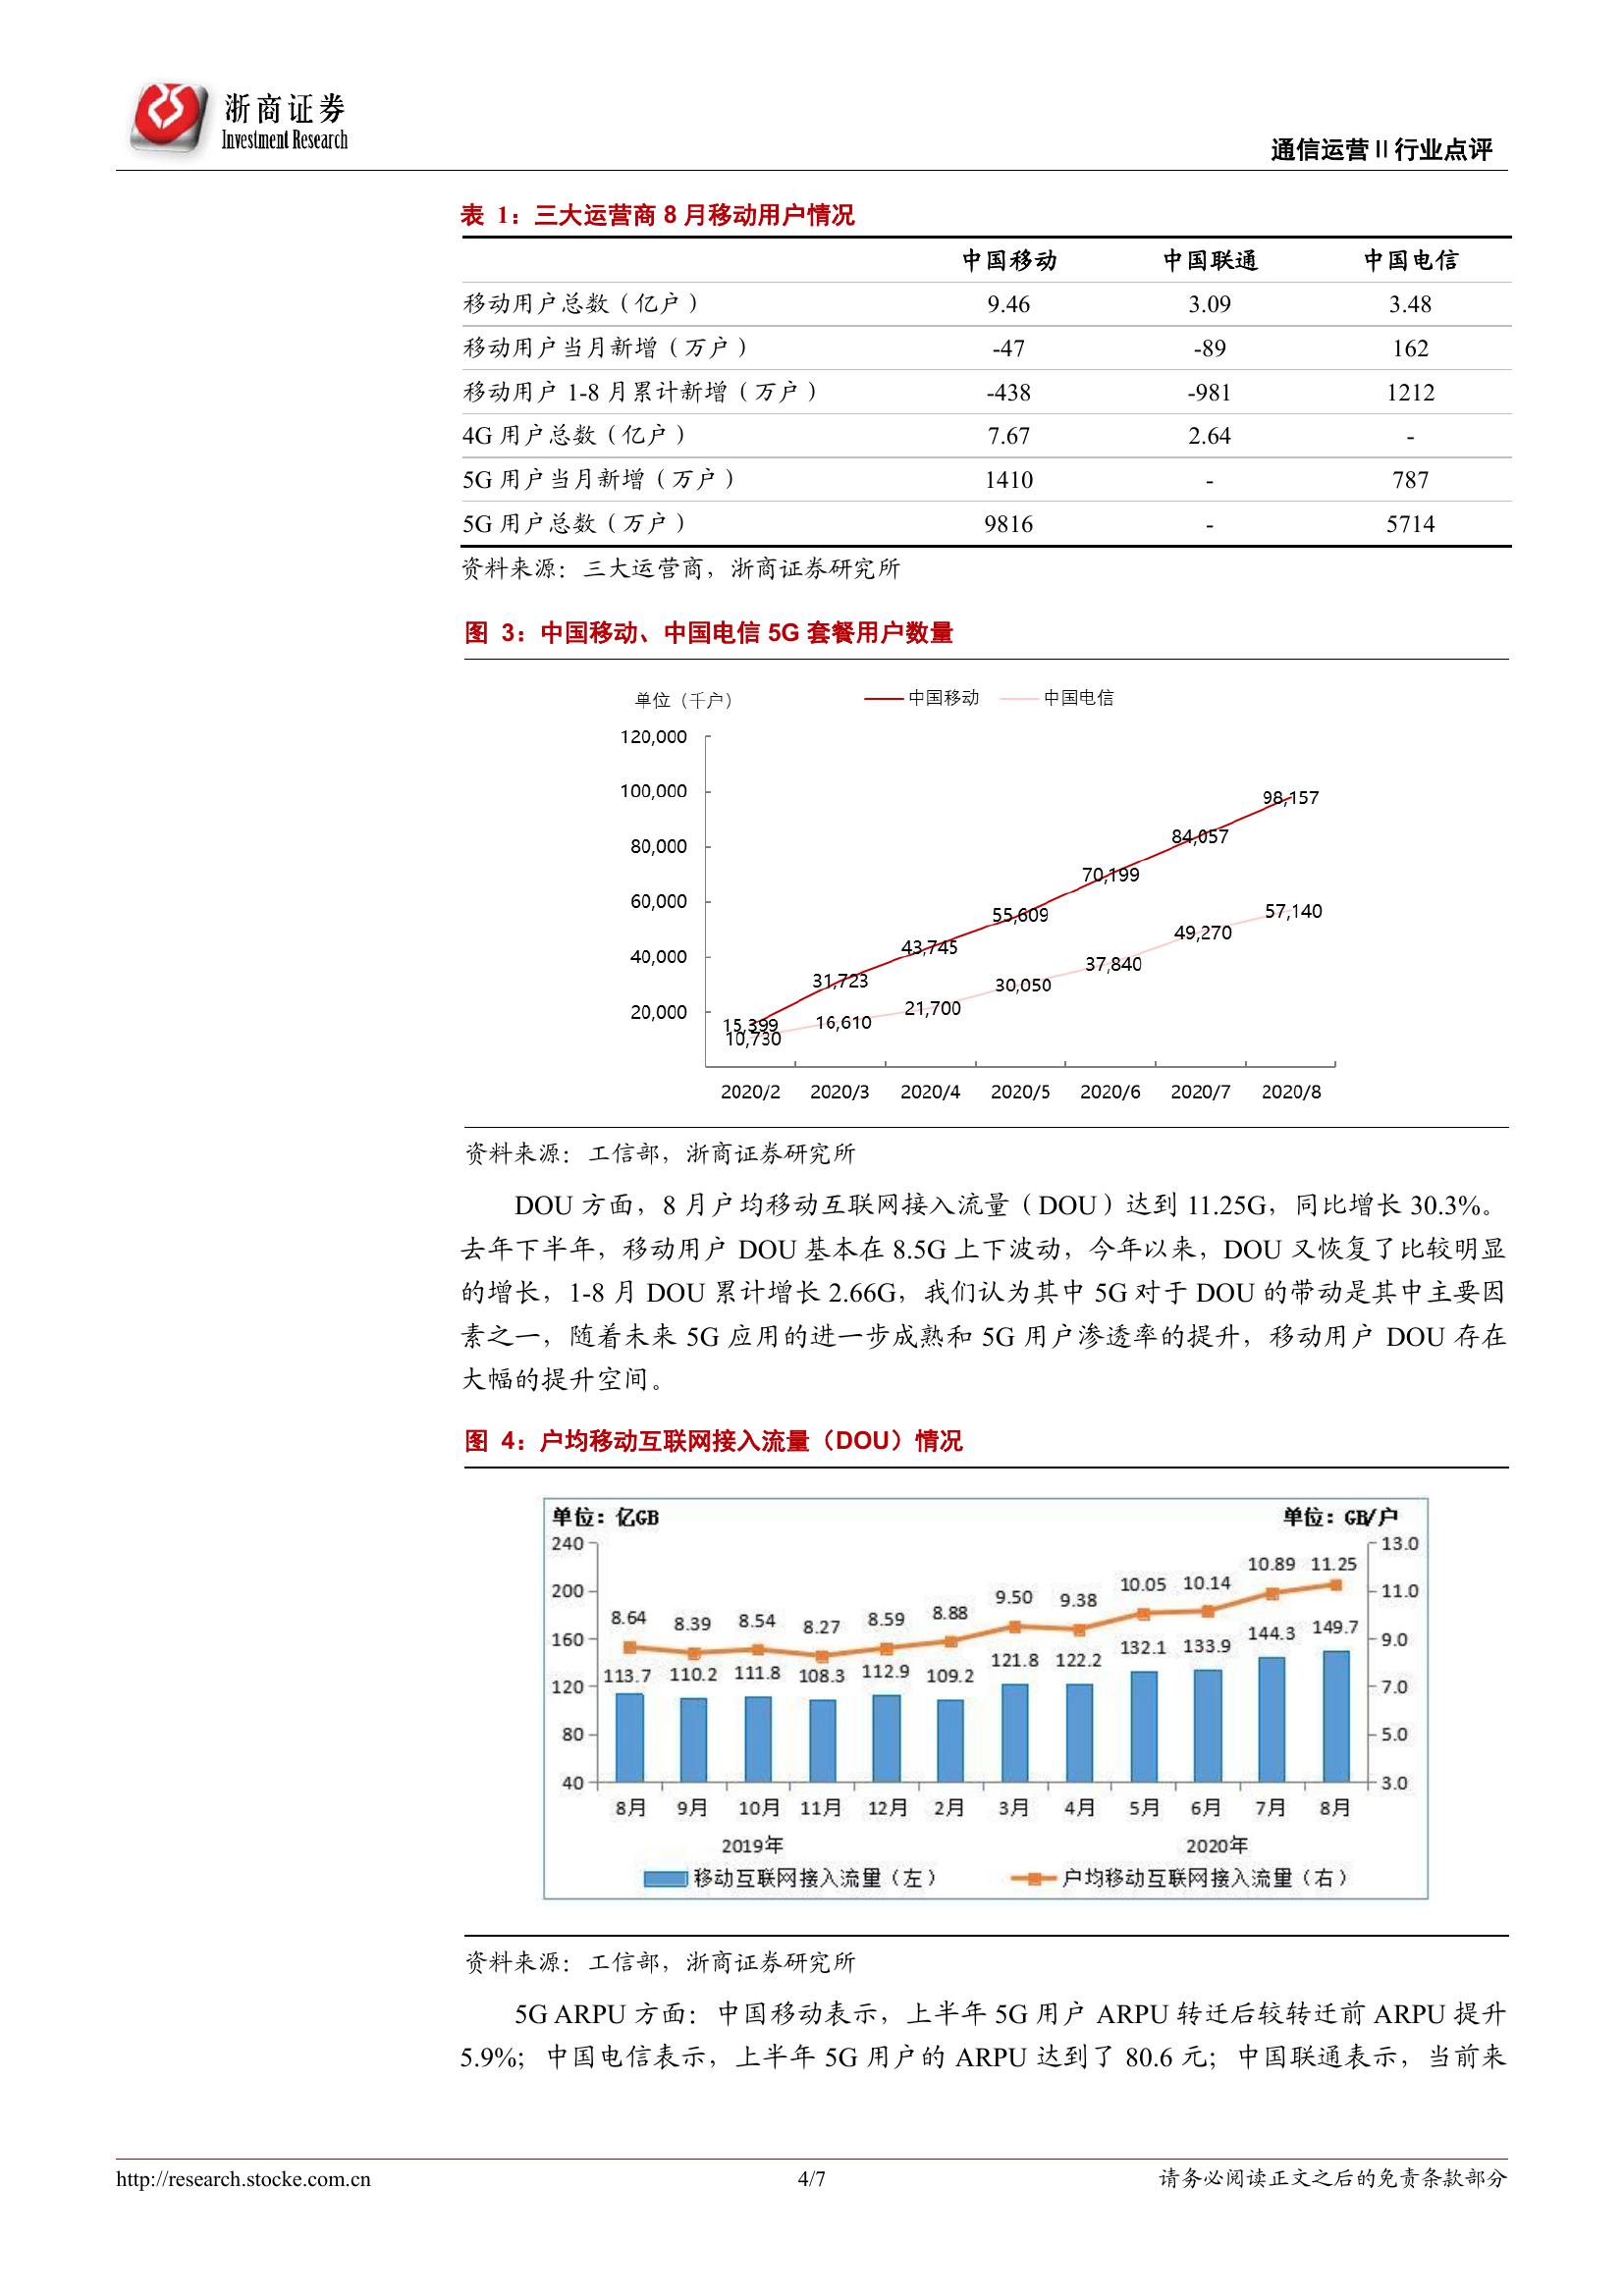 浙商证券
Investment Research
通信运营Ⅱ行业点评
表 1：三大运营商 8 月移动用户情况
中国移动 中国联通 中国电信
移动用户总数（亿户） 9.46 3.09 3.48
移动用户当月新增（万户） -47 -89 162
移动用户 1-8 月累计新增（万户） -438 -981 1212
4G 用户总数（亿户） 7.67 2.64 -
5G 用户当月新增（万户） 1410 - 787
5G 用户总数（万户） 9816 - 5714
资料来源：三大运营商，浙商证券研究所
图 3：中国移动、中国电信 5G 套餐用户数量
单位（千户） 中国移动 中国电信
120,000
100,000
80,000
60,000
40,000
20,000
15,399 31,723 43,745 55,609 70,199 84,057 98,157
10,730 16,610 21,700 30,050 37,840 49,270 57,140
2020/2 2020/3 2020/4 2020/5 2020/6 2020/7 2020/8
资料来源：工信部，浙商证券研究所
DOU 方面，8 月户均移动互联网接入流量（DOU）达到 11.25G，同比增长 30.3%。
去年下半年，移动用户 DOU 基本在 8.5G 上下波动，今年以来，DOU 又恢复了比较明显
的增长，1-8 月 DOU 累计增长 2.66G，我们认为其中 5G 对于 DOU 的带动是其中主要因
素之一，随着未来 5G 应用的进一步成熟和 5G 用户渗透率的提升，移动用户 DOU 存在
大幅的提升空间。
图 4：户均移动互联网接入流量（DOU）情况
单位：亿GB 单位：GB/户
240 200 160 120 80 40
13.0 11.0 9.0 7.0 5.0 3.0
8.64 8.39 8.54 8.27 8.59 8.88 9.50 9.38 10.05 10.14 10.89 11.25
113.7 110.2 111.8 108.3 112.9 109.2 121.8 122.2 132.1 133.9 144.3 149.7
8月 9月 10月 11月 12月 2月 3月 4月 5月 6月 7月 8月
2019年 2020年
移动互联网接入流量（左） 户均移动互联网接入流量（右）
资料来源：工信部，浙商证券研究所
5G ARPU 方面：中国移动表示，上半年 5G 用户 ARPU 转迁后较转迁前 ARPU 提升
5.9%；中国电信表示，上半年 5G 用户的 ARPU 达到了 80.6 元；中国联通表示，当前来
http://research.stocke.com.cn 4/7 请务必阅读正文之后的免责条款部分